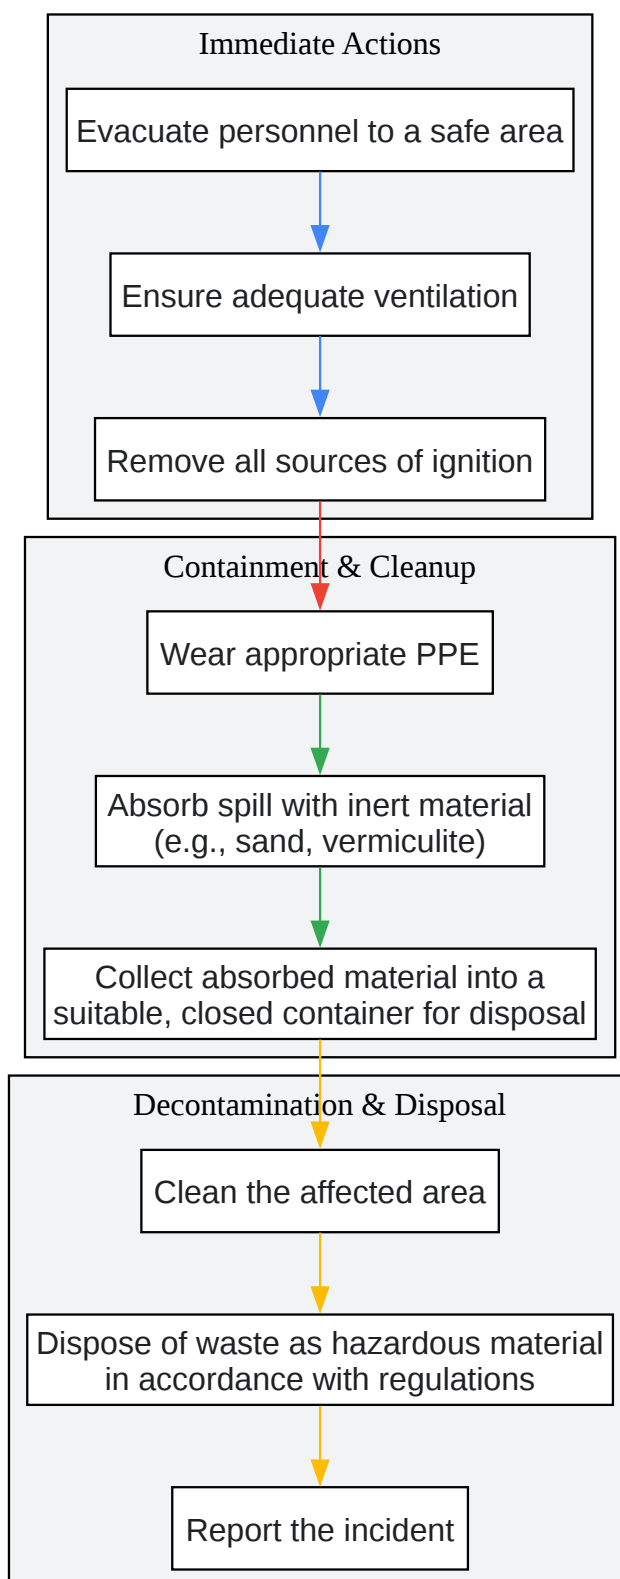 Immediate Actions
Evacuate personnel to a safe area
Ensure adequate ventilation
Remove all sources of ignition
Containment & Cleanup
Wear appropriate PPE
Absorb spill with inert material
(e.g., sand, vermiculite)
Collect absorbed material into a
suitable, closed container for disposal
Decontamination & Disposal
Clean the affected area
Dispose of waste as hazardous material
in accordance with regulations
Report the incident